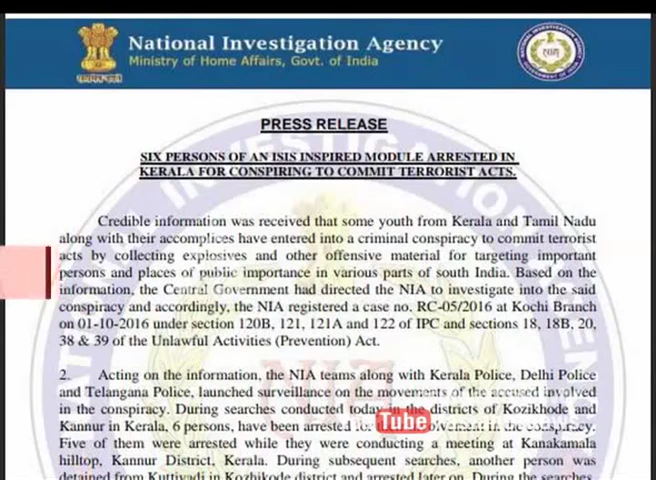 National Investigation Agency
Ministry of Home Affairs, Govt. of India
PRESS RELEASE
SIX PERSONS OF AN ISIS INSPIRED MODULE ARRESTED IN
KERALA FOR CONSPIRING TO COMMIT TERRORIST ACTS.
Credible information was received that some youth from Kerala and Tamil Nadu
along with their accomplices have entered into a criminal conspiracy to commit terrorist
acts by collecting explosives and other offensive material for targeting important
persons and places of public importance in various parts of south India. Based on the
information, the Central Government had directed the NIA to investigate into the said
conspiracy and accordingly, the NIA registered a case no. RC-05/2016 at Kochi Branch
on 01-10-2016 under section 120B, 121, 121A and 122 of IPC and sections 18, 18B, 20,
38 & 39 of the Unlawful Activities (Prevention) Act.
2. Acting on the information, the NIA teams along with Kerala Police, Delhi Police
and Telangana Police, launched surveillance on the movements of the accused involved
in the conspiracy. During searches conducted today in the districts of Kozikhode and
Kannur in Kerala, 6 persons, have been arrested for Tube olvement in the conspiracy.
Five of them were arrested while they were conducting a meeting at Kanakamala
hilltop, Kannur District, Kerala. During subsequent searches, another person was
detained from Kuttiyadi in Kozhikode district and arrested later on. During the searches,